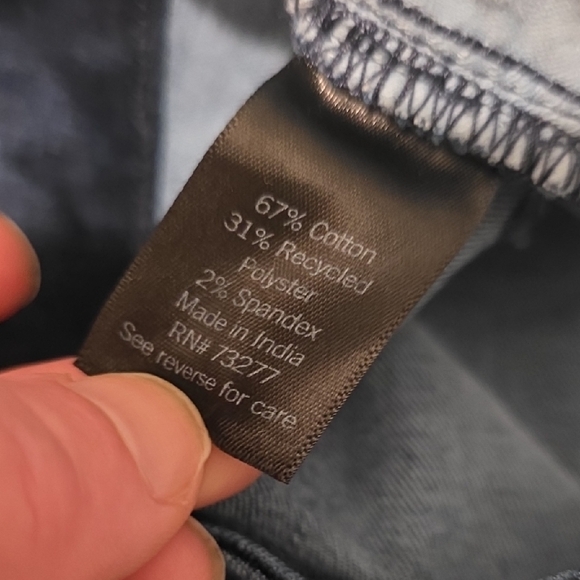 67% Cotton
31% Recycled
Polyster
2% Spandex
Made in India
RN# 73277
See reverse for care